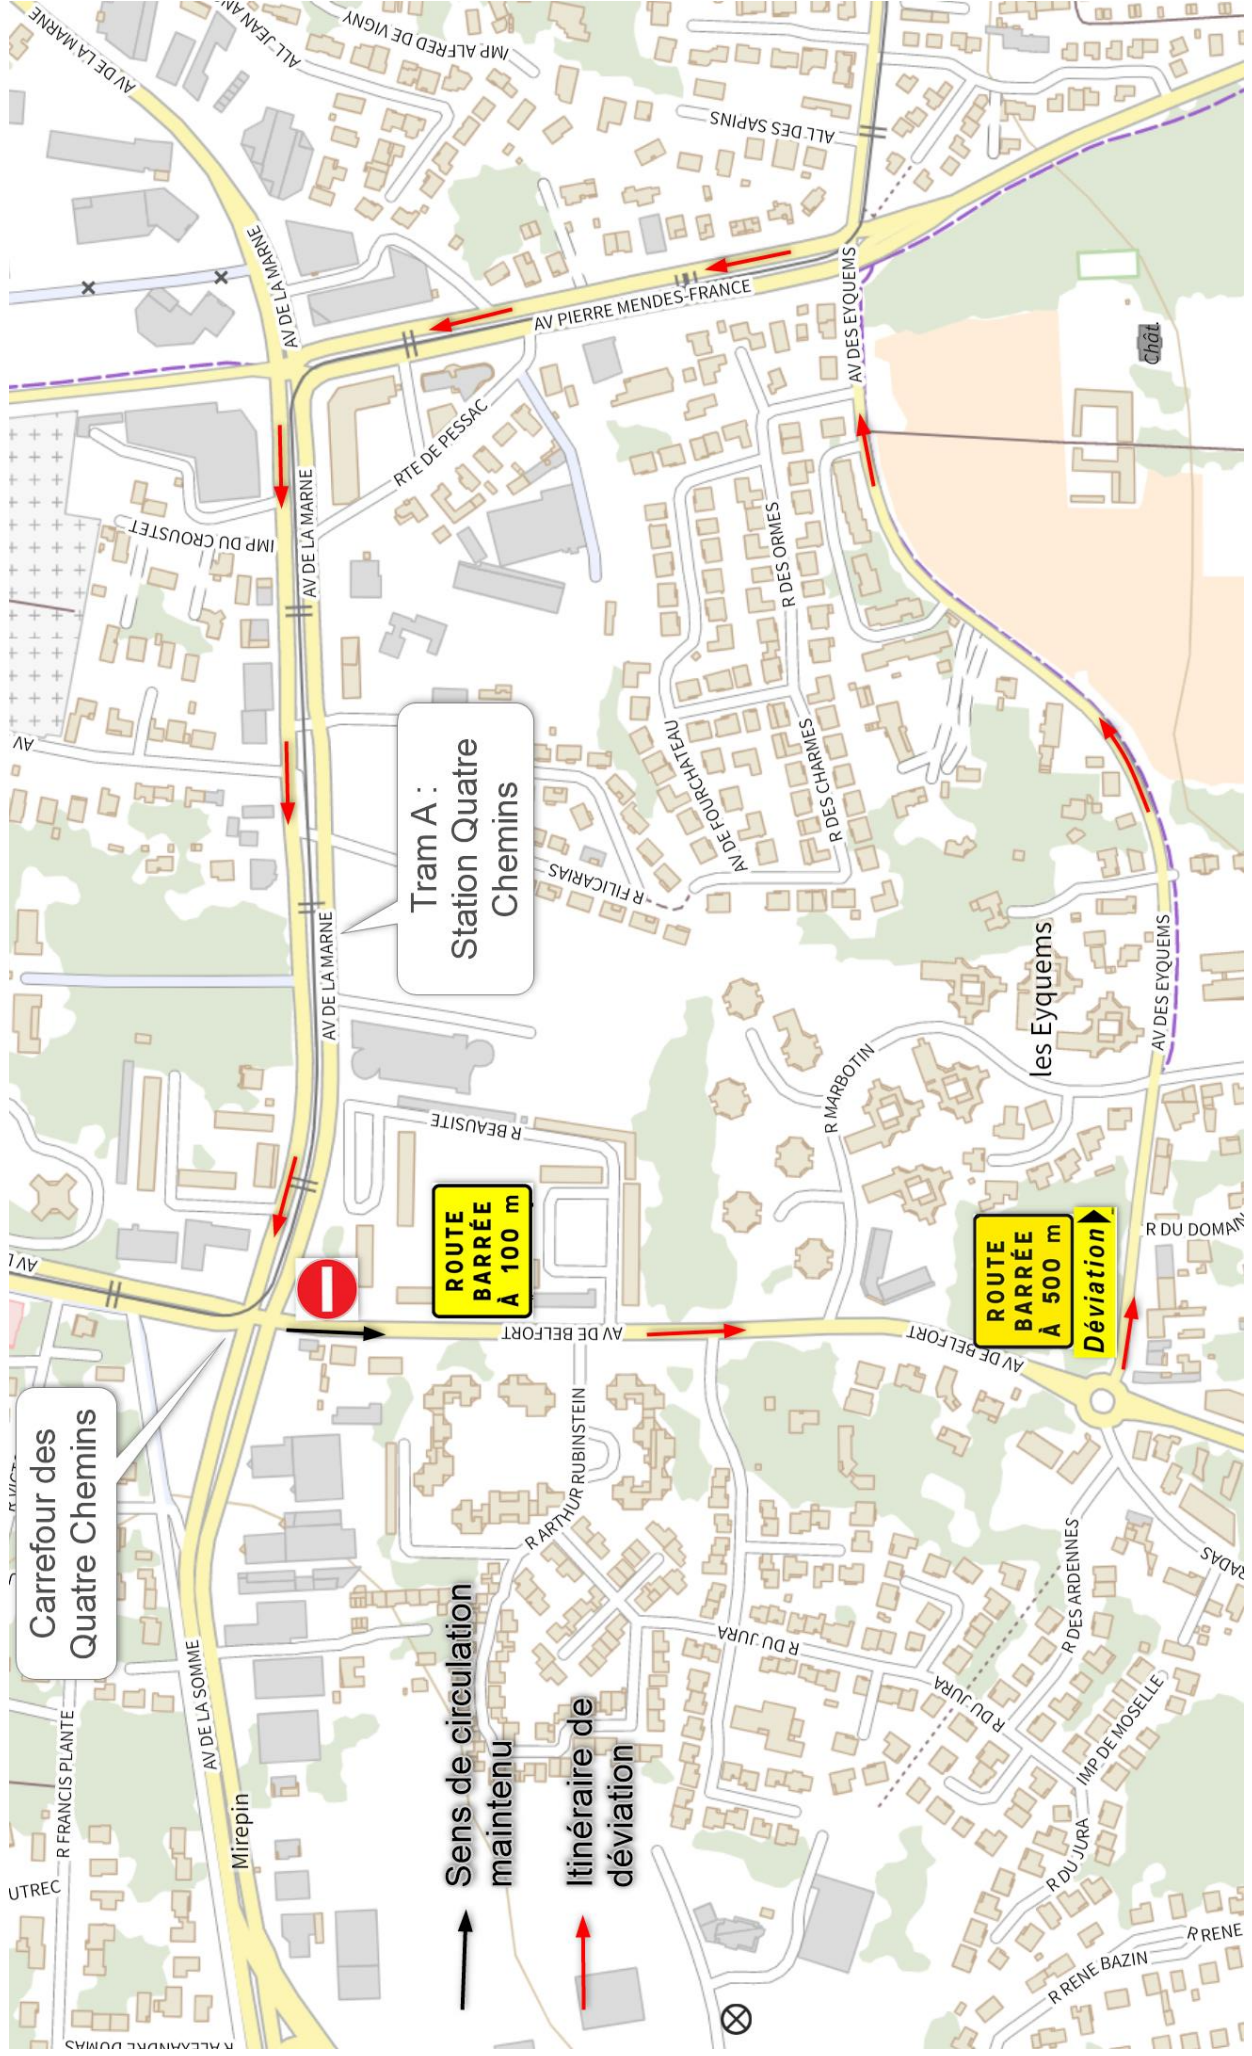 Carrefour des
Quatre Chemins
Tram A :
Station Quatre
Chemins
ROUTE
BARRÉE
À 100 m
ROUTE
BARRÉE
À 500 m
Déviation
Sens de circulation
maintenu
Itinéraire de
déviation
AV DE LA MARNE
ALL JEAN
IMP ALFRED DE VIGNY
ALL DES SAPINS
AV DE LA MARNE
AV PIERRE MENDES-FRANCE
AV DES EYQUEMS
Chât.
RTE DE PESSAC
AV DE LA MARNE
IMP DU CROUSTET
R DES ORMES
AV
AV DE FOURCHATEAU
R DES CHARMES
R FILICARIAS
AV DE LA MARNE
les Eyquems
AV DES EYQUEMS
R MARBOTIN
R BEAUSITE
R DU DOMAIN
AV DE BELFORT
AV DE BELFORT
R ARTHUR RUBINSTEIN
R DES ARDENNES
RADAS
R DU JURA
R DU JURA
IMP DE MOSELLE
R DU JURA
AV DE LA SOMME
R FRANCIS PLANTE
Mirepin
UTREC
R RENE BAZIN
R RENE
R ALEXANDRE DUMAS